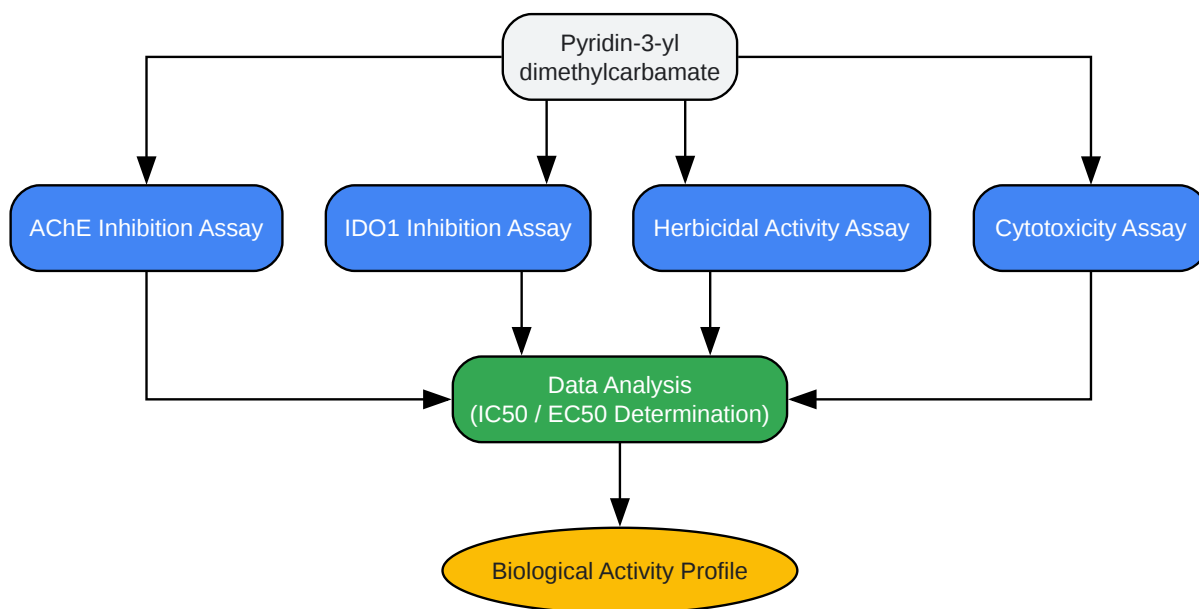 Pyridin-3-yl
dimethylcarbamate
AChE Inhibition Assay
IDO1 Inhibition Assay
Herbicidal Activity Assay
Cytotoxicity Assay
Data Analysis
(IC50 / EC50 Determination)
Biological Activity Profile